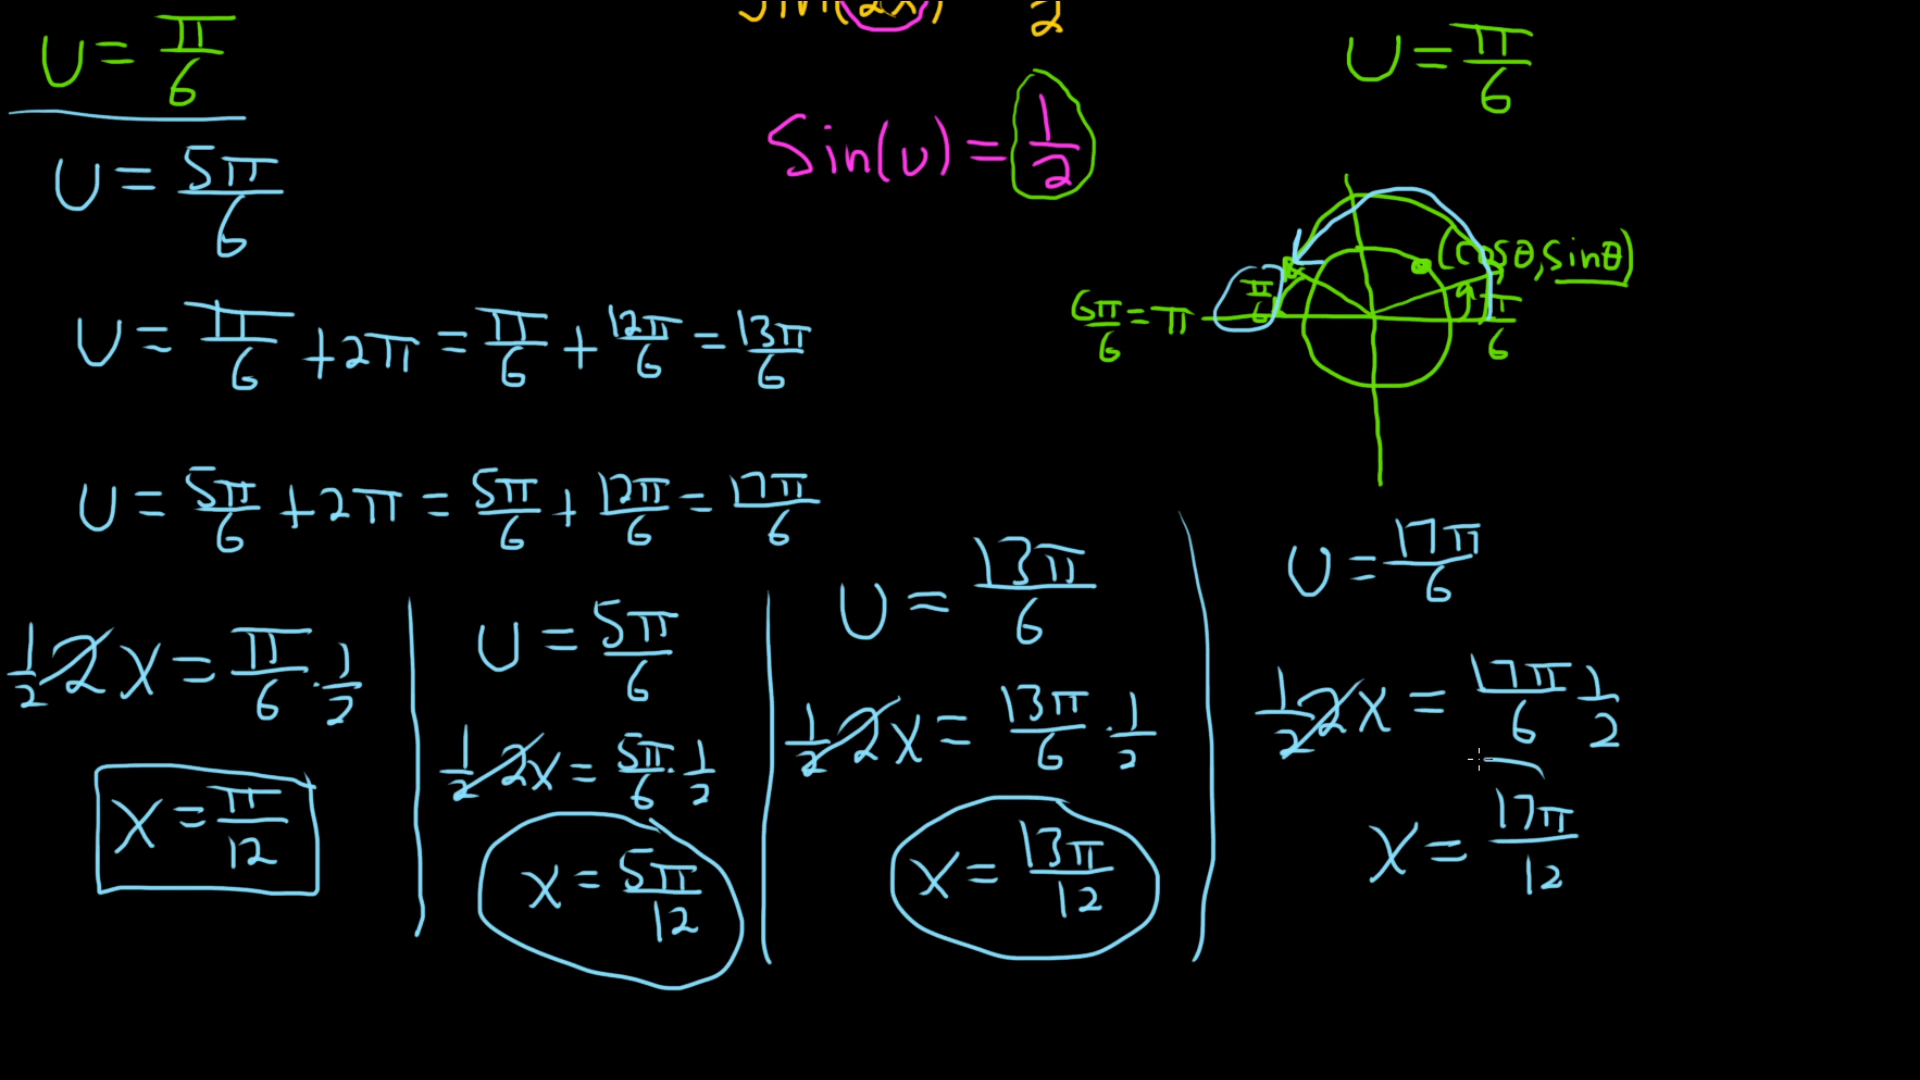 sin(2x) 2
U = π/6
U = π/6
Sin(u) = 1/2
U = 5π/6
(cosθ, sinθ)
6π/6 = π
π/6
π/6
U = π/6 + 2π = π/6 + 12π/6 = 13π/6
U = 5π/6 + 2π = 5π/6 + 12π/6 = 17π/6
1/2 2x = π/6 · 1/2
x = π/12
U = 5π/6
1/2 2x = 5π/6 · 1/2
x = 5π/12
U = 13π/6
1/2 2x = 13π/6 · 1/2
x = 13π/12
U = 17π/6
1/2 2x = 17π/6 1/2
x = 17π/12